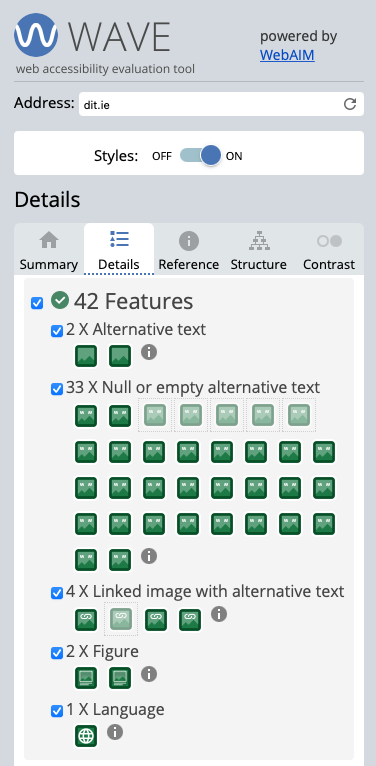 WAVE
web accessibility evaluation tool
powered by
WebAIM
Address: dit.ie
Styles: OFF ON
Details
Summary Details Reference Structure Contrast
42 Features
2 X Alternative text
33 X Null or empty alternative text
4 X Linked image with alternative text
2 X Figure
1 X Language